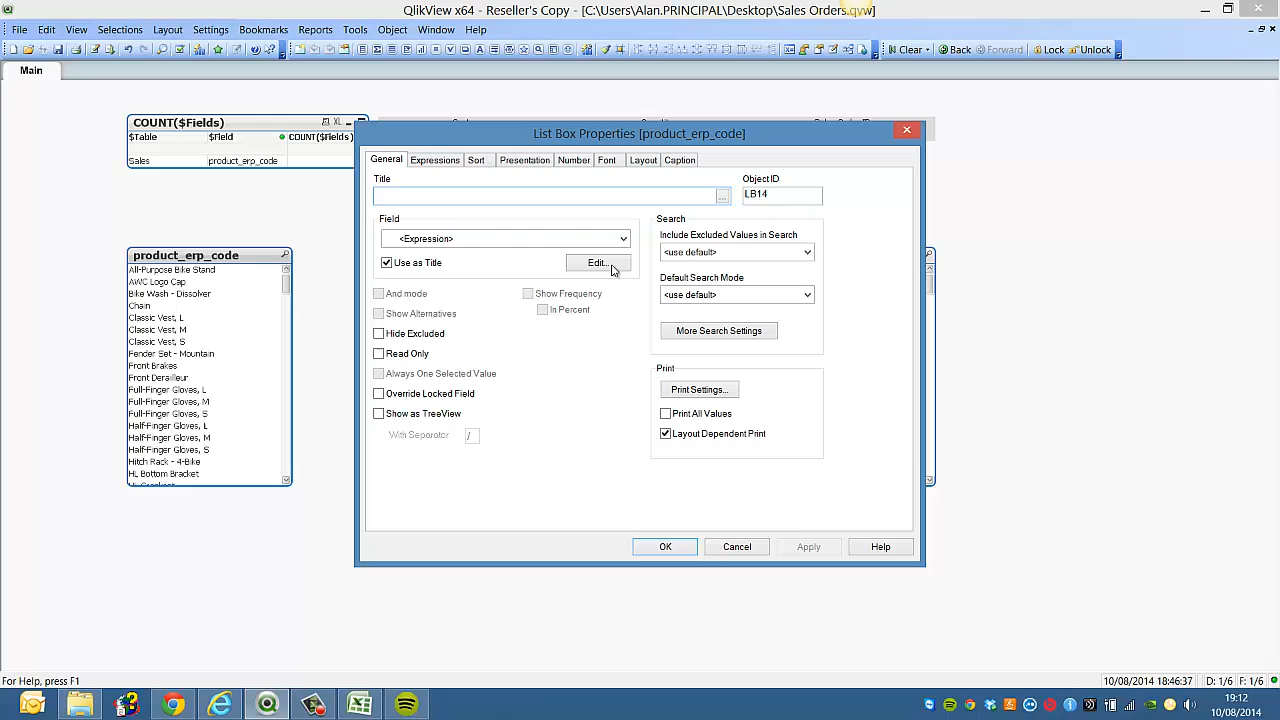 QlikView x64 - Reseller's Copy - [C:\Users\Alan.PRINCIPAL\Desktop\Sales Orders.qvw]
File Edit View Selections Layout Settings Bookmarks Reports Tools Object Window Help
Clear Back Forward Lock Unlock
Main
COUNT($Fields) XL
$Table $Field COUNT($Fields)
Sales product_erp_code
product_erp_code
All-Purpose Bike Stand
AWC Logo Cap
Bike Wash - Dissolver
Chain
Classic Vest, L
Classic Vest, M
Classic Vest, S
Fender Set - Mountain
Front Brakes
Front Derailleur
Full-Finger Gloves, L
Full-Finger Gloves, M
Full-Finger Gloves, S
Half-Finger Gloves, L
Half-Finger Gloves, M
Half-Finger Gloves, S
Hitch Rack - 4-Bike
HL Bottom Bracket
List Box Properties [product_erp_code]
General Expressions Sort Presentation Number Font Layout Caption
Title
...
Object ID
LB14
Field
<Expression>
Use as Title
Edit...
And mode
Show Frequency
In Percent
Show Alternatives
Hide Excluded
Read Only
Always One Selected Value
Override Locked Field
Show as TreeView
With Separator /
Search
Include Excluded Values in Search
<use default>
Default Search Mode
<use default>
More Search Settings
Print
Print Settings...
Print All Values
Layout Dependent Print
OK Cancel Apply Help
For Help, press F1
10/08/2014 18:46:37 D: 1/6 F: 1/6
19:12
10/08/2014